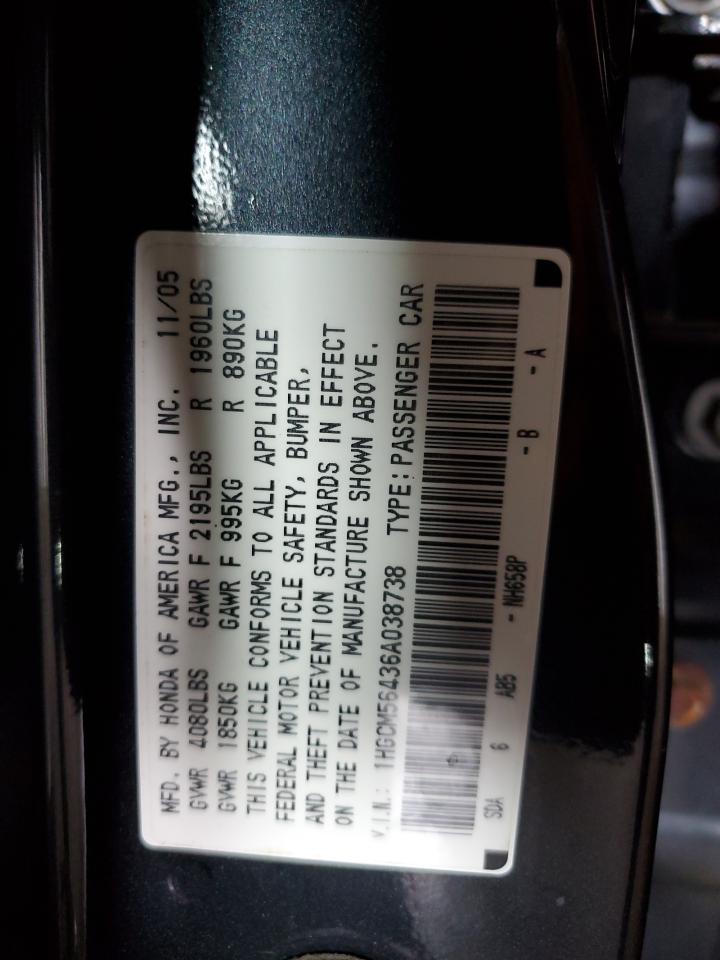 MFD. BY HONDA OF AMERICA MFG., INC. 11/05
GVWR 4080LBS GAWR F 2195LBS R 1960LBS
GVWR 1850KG GAWR F 995KG R 890KG
THIS VEHICLE CONFORMS TO ALL APPLICABLE
FEDERAL MOTOR VEHICLE SAFETY, BUMPER,
AND THEFT PREVENTION STANDARDS IN EFFECT
ON THE DATE OF MANUFACTURE SHOWN ABOVE.
V.I.N.: 1HGCM56436A038738 TYPE: PASSENGER CAR
SDA 6 AB5 - NH658P - B - A